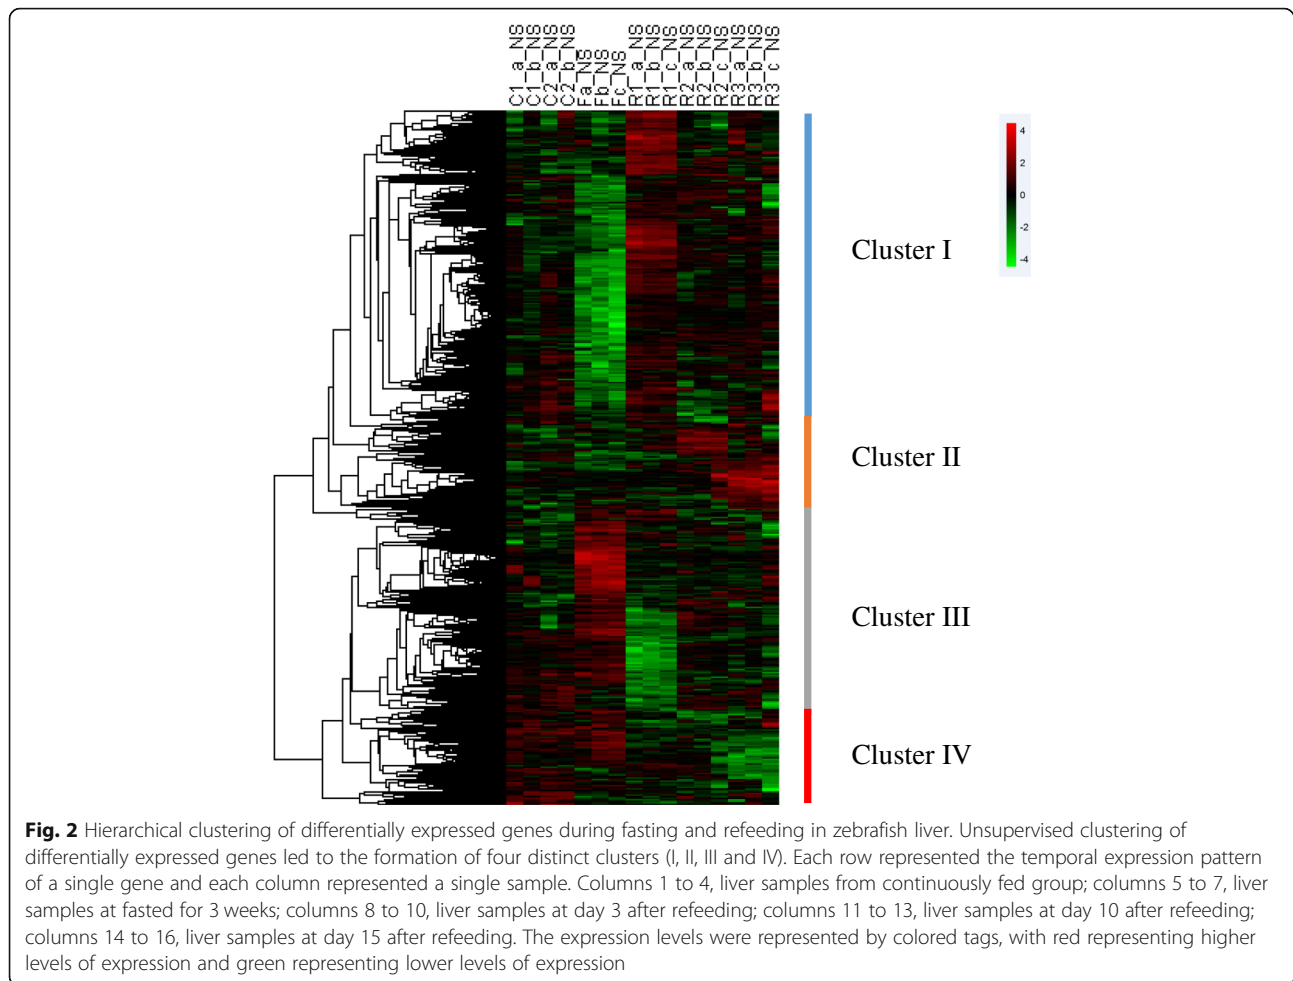 C1_a_NS
C1_b_NS
C2_a_NS
C2_b_NS
Fa_NS
Fb_NS
Fc_NS
R1_a_NS
R1_b_NS
R1_c_NS
R2_a_NS
R2_b_NS
R2_c_NS
R3_a_NS
R3_b_NS
R3_c_NS
4
2
0
-2
-4
Cluster I
Cluster II
Cluster III
Cluster IV
Fig. 2 Hierarchical clustering of differentially expressed genes during fasting and refeeding in zebrafish liver. Unsupervised clustering of
differentially expressed genes led to the formation of four distinct clusters (I, II, III and IV). Each row represented the temporal expression pattern
of a single gene and each column represented a single sample. Columns 1 to 4, liver samples from continuously fed group; columns 5 to 7, liver
samples at fasted for 3 weeks; columns 8 to 10, liver samples at day 3 after refeeding; columns 11 to 13, liver samples at day 10 after refeeding;
columns 14 to 16, liver samples at day 15 after refeeding. The expression levels were represented by colored tags, with red representing higher
levels of expression and green representing lower levels of expression